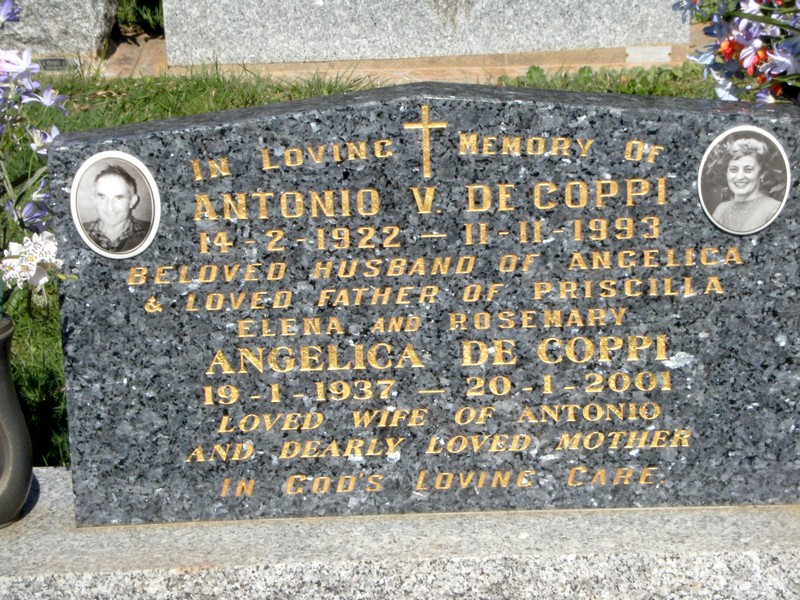 IN LOVING MEMORY OF
ANTONIO V. DE COPPI
14-2-1922 — 11-11-1993
BELOVED HUSBAND OF ANGELICA
& LOVED FATHER OF PRISCILLA
ELENA AND ROSEMARY
ANGELICA DE COPPI
19-1-1937 — 20-1-2001
LOVED WIFE OF ANTONIO
AND DEARLY LOVED MOTHER
IN GOD'S LOVING CARE.